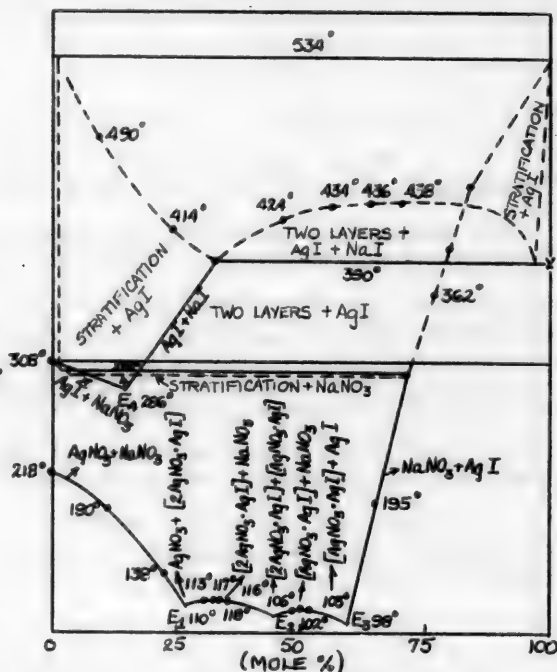 534°
490°
414°
424°
434°
436°
438°
STRATIFICATION + AgI
TWO LAYERS +
AgI + NaI
390°
STRATIFICATION
+ AgI
AgI + NaI
TWO LAYERS + AgI
362°
308°
AgI + NaNO₃
E₄ 286°
STRATIFICATION + NaNO₃
218°
AgNO₃ + NaNO₃
190°
138°
AgNO₃ + [2AgNO₃·AgI]
[2AgNO₃·AgI] + NaNO₃
[2AgNO₃·AgI] + [AgNO₃·AgI]
[AgNO₃·AgI] + NaNO₃
[AgNO₃·AgI] + AgI
NaNO₃ + AgI
195°
113°
117°
116°
118°
106°
105°
E₁ 110°
E₂ 102°
E₃ 98°
0
25
50
75
100
(MOLE %)